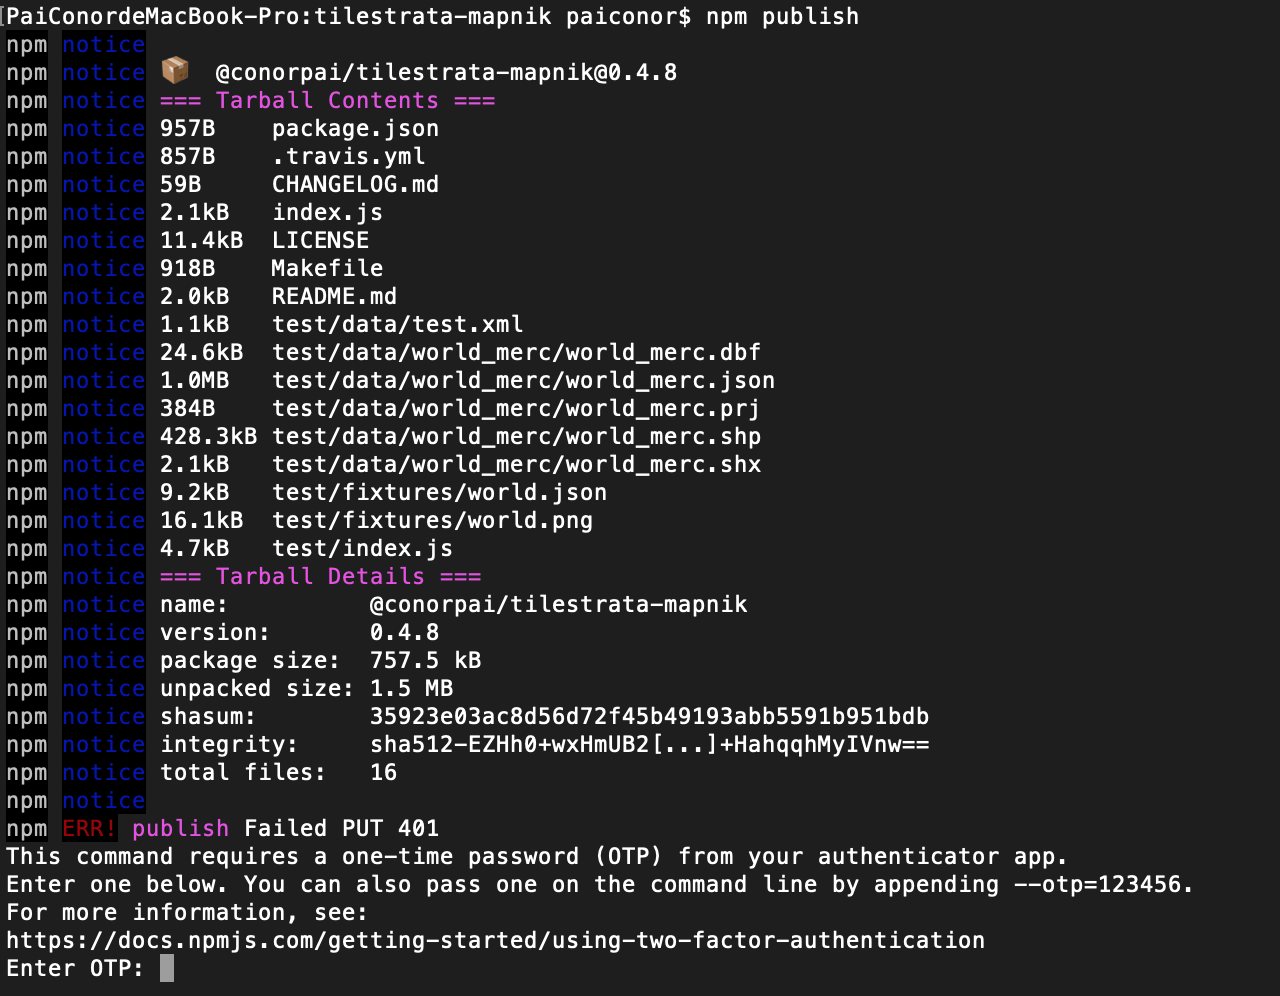 [PaiConordeMacBook-Pro:tilestrata-mapnik paiconor$ npm publish
npm notice
npm notice 📦  @conorpai/tilestrata-mapnik@0.4.8
npm notice === Tarball Contents ===
npm notice 957B    package.json
npm notice 857B    .travis.yml
npm notice 59B     CHANGELOG.md
npm notice 2.1kB   index.js
npm notice 11.4kB  LICENSE
npm notice 918B    Makefile
npm notice 2.0kB   README.md
npm notice 1.1kB   test/data/test.xml
npm notice 24.6kB  test/data/world_merc/world_merc.dbf
npm notice 1.0MB   test/data/world_merc/world_merc.json
npm notice 384B    test/data/world_merc/world_merc.prj
npm notice 428.3kB test/data/world_merc/world_merc.shp
npm notice 2.1kB   test/data/world_merc/world_merc.shx
npm notice 9.2kB   test/fixtures/world.json
npm notice 16.1kB  test/fixtures/world.png
npm notice 4.7kB   test/index.js
npm notice === Tarball Details ===
npm notice name:          @conorpai/tilestrata-mapnik
npm notice version:       0.4.8
npm notice package size:  757.5 kB
npm notice unpacked size: 1.5 MB
npm notice shasum:        35923e03ac8d56d72f45b49193abb5591b951bdb
npm notice integrity:     sha512-EZHh0+wxHmUB2[...]+HahqqhMyIVnw==
npm notice total files:   16
npm notice
npm ERR! publish Failed PUT 401
This command requires a one-time password (OTP) from your authenticator app.
Enter one below. You can also pass one on the command line by appending --otp=123456.
For more information, see:
https://docs.npmjs.com/getting-started/using-two-factor-authentication
Enter OTP: